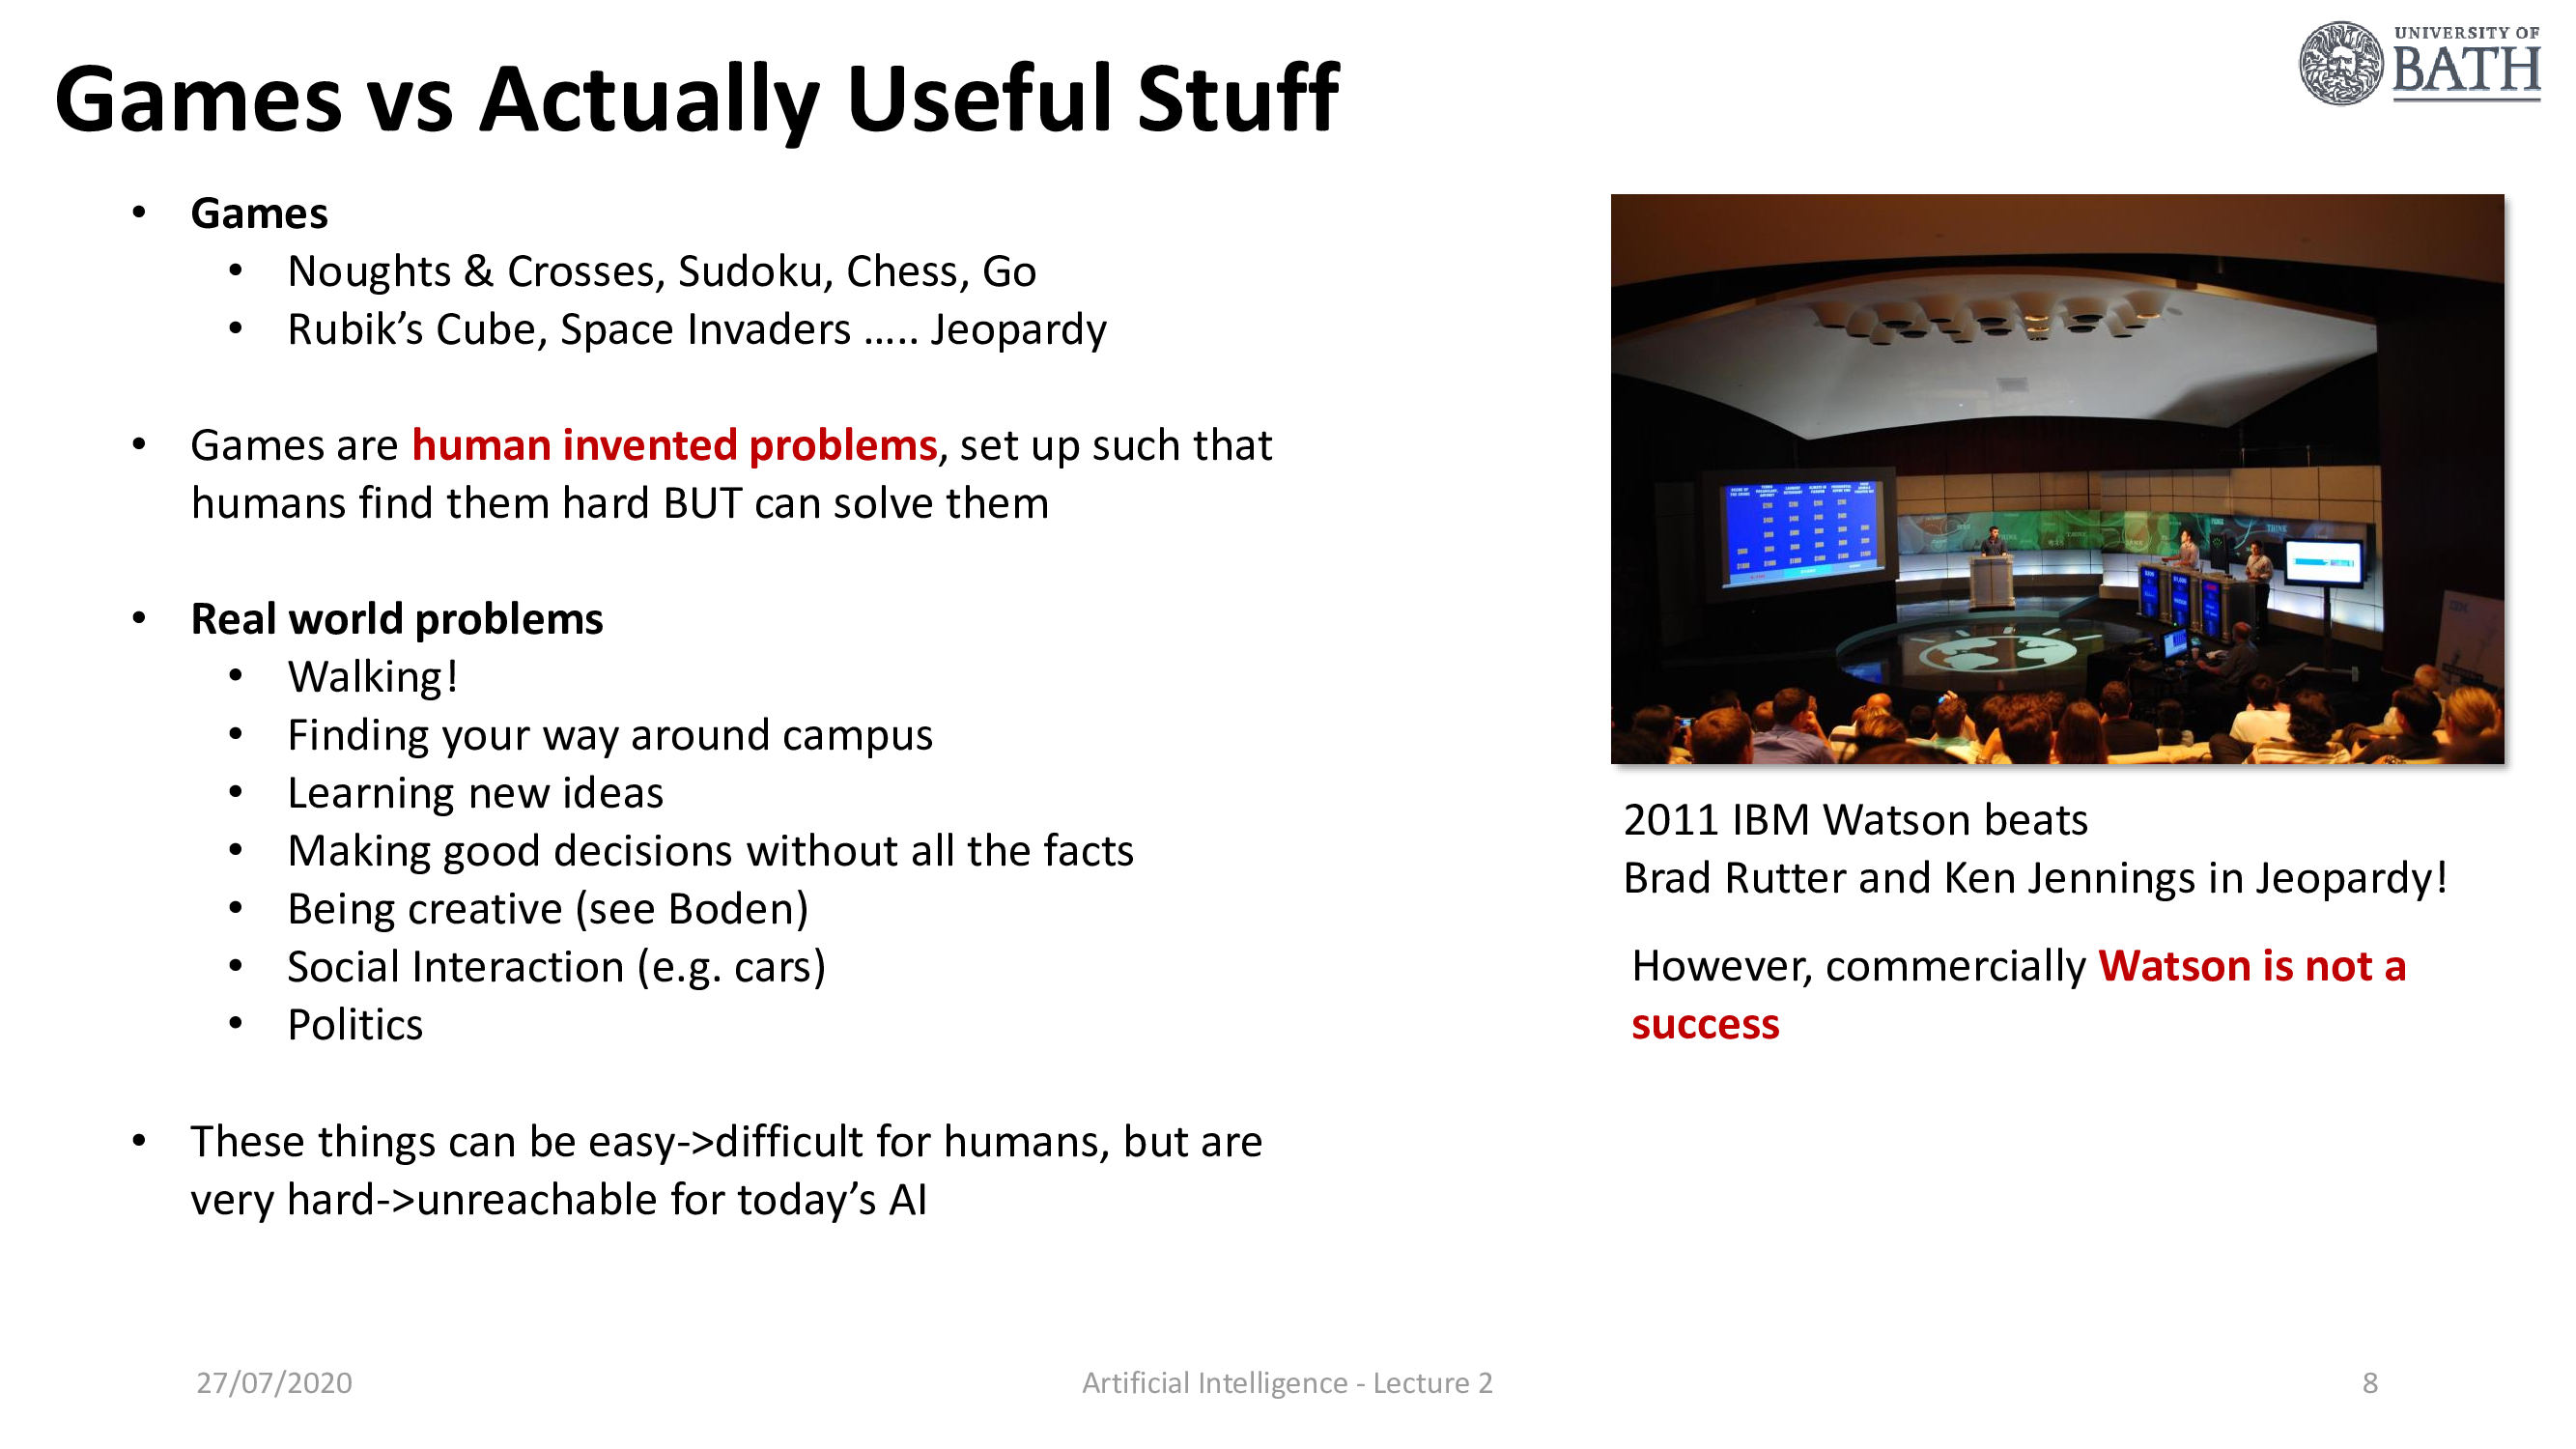 UNIVERSITY OF
BATH
Games vs Actually Useful Stuff
• Games
• Noughts & Crosses, Sudoku, Chess, Go
• Rubik’s Cube, Space Invaders ..... Jeopardy
• Games are human invented problems, set up such that
humans find them hard BUT can solve them
• Real world problems
• Walking!
• Finding your way around campus
• Learning new ideas
• Making good decisions without all the facts
• Being creative (see Boden)
• Social Interaction (e.g. cars)
• Politics
• These things can be easy->difficult for humans, but are
very hard->unreachable for today’s AI
THINK
2011 IBM Watson beats
Brad Rutter and Ken Jennings in Jeopardy!
However, commercially Watson is not a
success
27/07/2020
Artificial Intelligence - Lecture 2
8